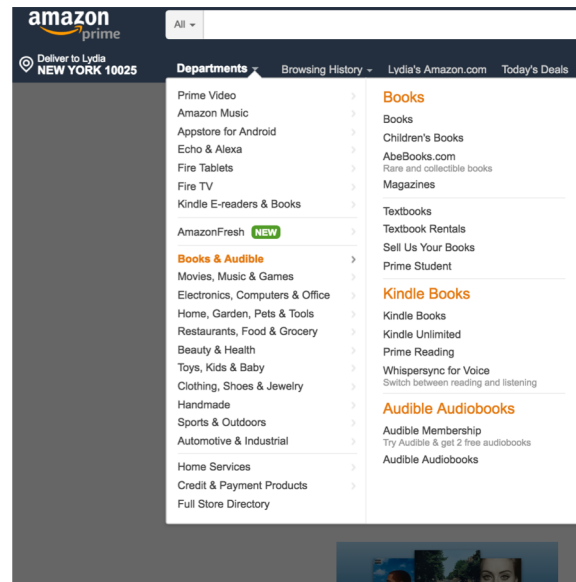 amazon
prime
All
Deliver to Lydia
NEW YORK 10025
Departments
Browsing History
Lydia's Amazon.com
Today's Deals
Prime Video
Amazon Music
Appstore for Android
Echo & Alexa
Fire Tablets
Fire TV
Kindle E-readers & Books
AmazonFresh NEW
Books & Audible
Movies, Music & Games
Electronics, Computers & Office
Home, Garden, Pets & Tools
Restaurants, Food & Grocery
Beauty & Health
Toys, Kids & Baby
Clothing, Shoes & Jewelry
Handmade
Sports & Outdoors
Automotive & Industrial
Home Services
Credit & Payment Products
Full Store Directory
Books
Books
Children's Books
AbeBooks.com
Rare and collectible books
Magazines
Textbooks
Textbook Rentals
Sell Us Your Books
Prime Student
Kindle Books
Kindle Books
Kindle Unlimited
Prime Reading
Whispersync for Voice
Switch between reading and listening
Audible Audiobooks
Audible Membership
Try Audible & get 2 free audiobooks
Audible Audiobooks